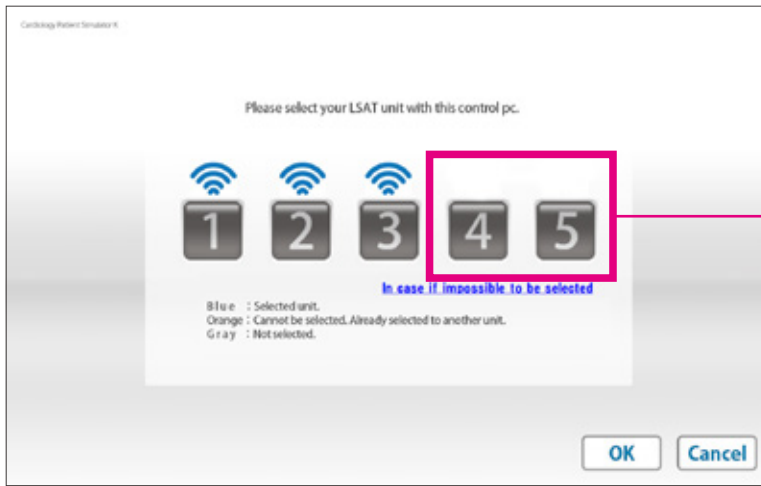 Cardiology Patient Simulator K
Please select your LSAT unit with this control pc.
1 2 3 4 5
In case if impossible to be selected
Blue : Selected unit.
Orange : Cannot be selected. Already selected to another unit.
Gray : Not selected.
OK Cancel